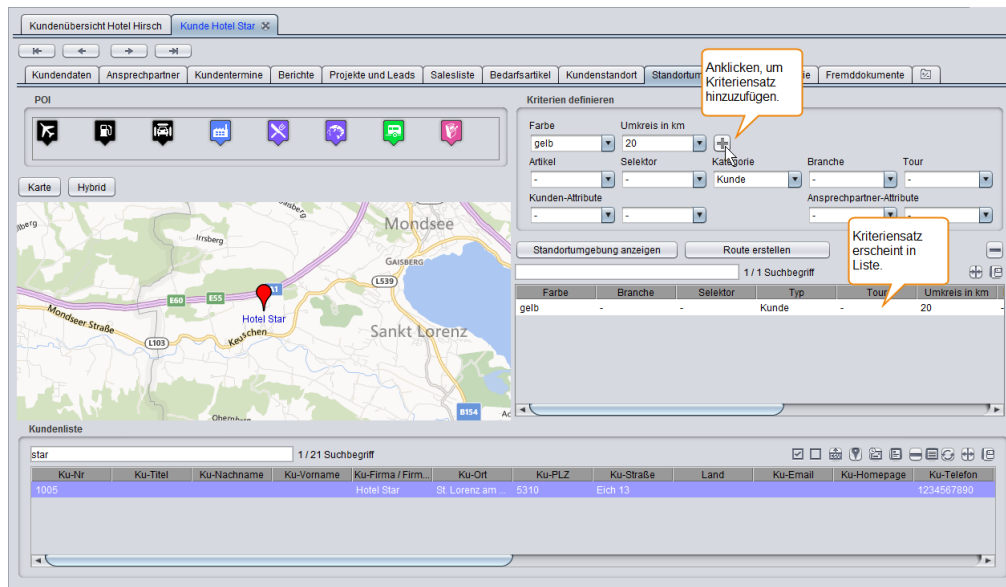 Kundenübersicht Hotel Hirsch Kunde Hotel Star
Kundendaten Ansprechpartner Kundentermine Berichte Projekte und Leads Salesliste Bedarfsartikel Kundenstandort Fremddokumente
Anklicken, um
Kriteriensatz
hinzuzufügen.
POI
Kriterien definieren
Farbe Umkreis in km
gelb 20
Artikel Selektor Kategorie Branche Tour
- - Kunde - -
Kunden-Attribute Ansprechpartner-Attribute
- - - -
Karte Hybrid
Kriteriensatz
erscheint in
Liste.
Standortumgebung anzeigen Route erstellen
1 / 1 Suchbegriff
Farbe Branche Selektor Typ Tour Umkreis in km
gelb - - Kunde - 20
Mondsee
Irrsberg
GAISBERG
L539
A1
E60 E55
Hotel Star
Mondseer Straße
Keuschen
L103
Sankt Lorenz
B154
Kundenliste
star 1 / 21 Suchbegriff
Ku-Nr Ku-Titel Ku-Nachname Ku-Vorname Ku-Firma / Firm... Ku-Ort Ku-PLZ Ku-Straße Land Ku-Email Ku-Homepage Ku-Telefon
1005 Hotel Star St. Lorenz am ... 5310 Eich 13 1234567890